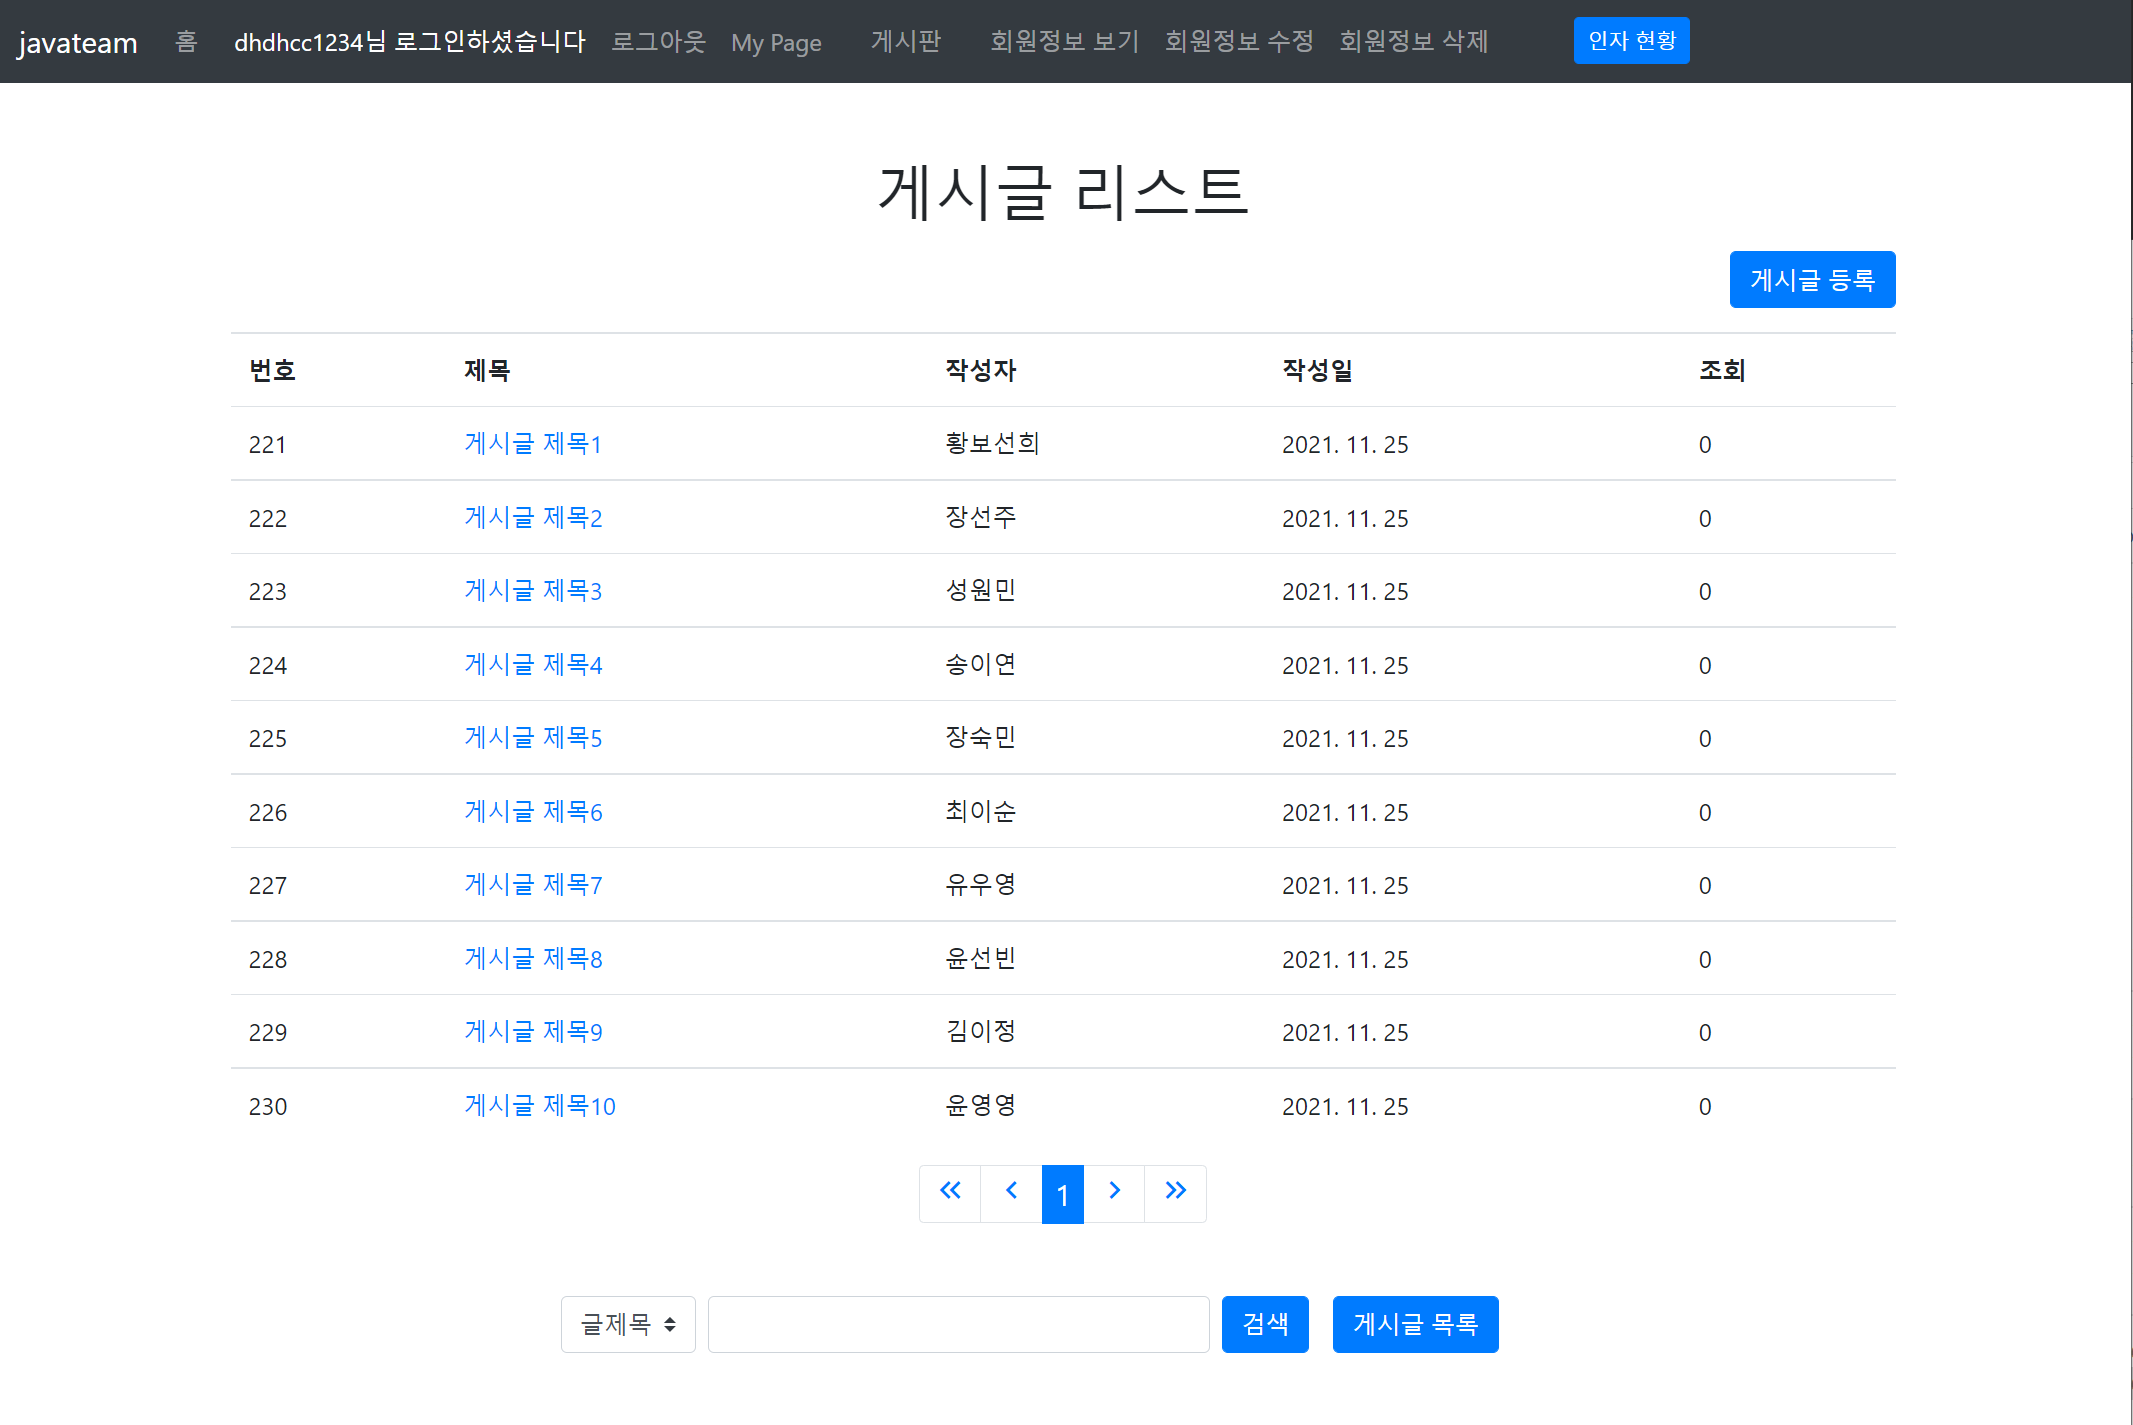 javateam 홈 dhdhcc1234님 로그인하셨습니다 로그아웃 My Page 게시판 회원정보 보기 회원정보 수정 회원정보 삭제 인자 현황
게시글 리스트
게시글 등록
번호 제목 작성자 작성일 조회
221 게시글 제목1 황보선희 2021. 11. 25 0
222 게시글 제목2 장선주 2021. 11. 25 0
223 게시글 제목3 성원민 2021. 11. 25 0
224 게시글 제목4 송이연 2021. 11. 25 0
225 게시글 제목5 장숙민 2021. 11. 25 0
226 게시글 제목6 최이순 2021. 11. 25 0
227 게시글 제목7 유우영 2021. 11. 25 0
228 게시글 제목8 윤선빈 2021. 11. 25 0
229 게시글 제목9 김이정 2021. 11. 25 0
230 게시글 제목10 윤영영 2021. 11. 25 0
« ‹ 1 › »
글제목 검색 게시글 목록